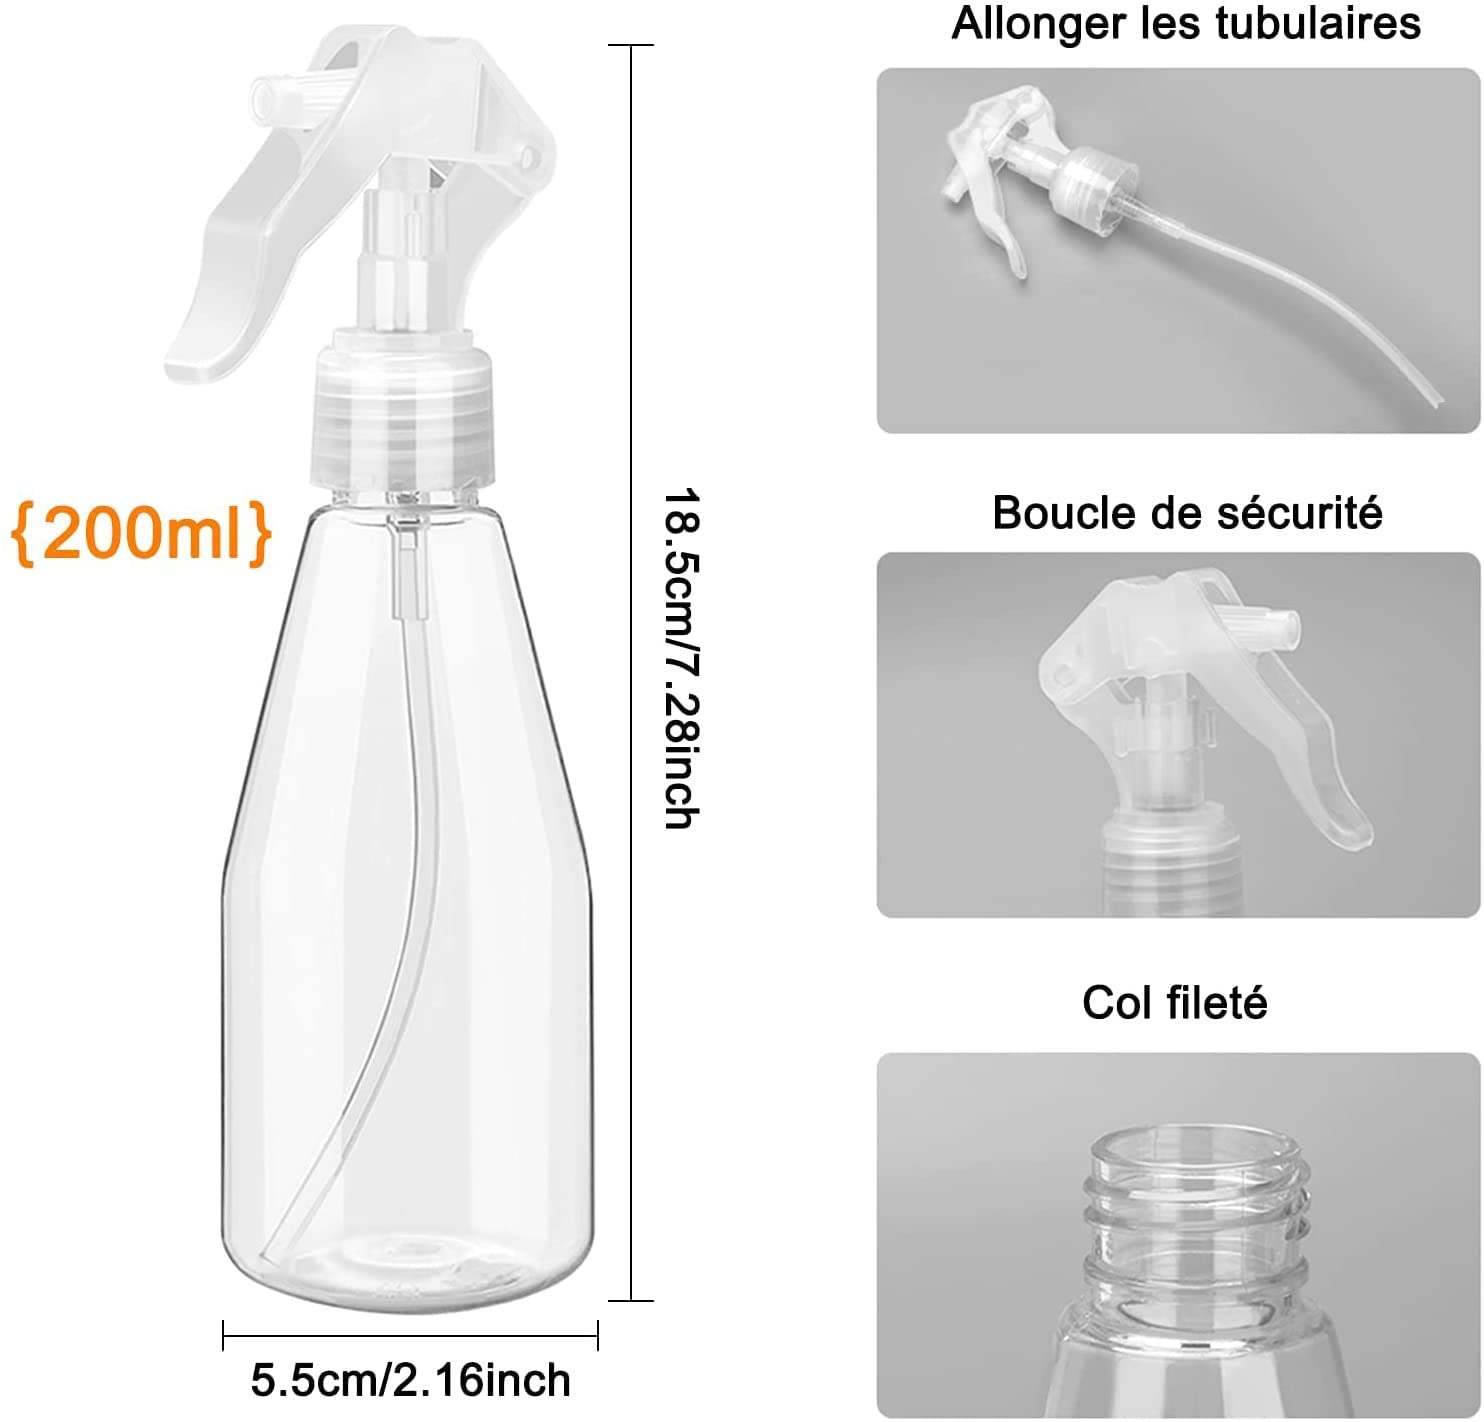 Allonger les tubulaires
{200ml}
18.5cm/7.28inch
Boucle de sécurité
Col fileté
5.5cm/2.16inch